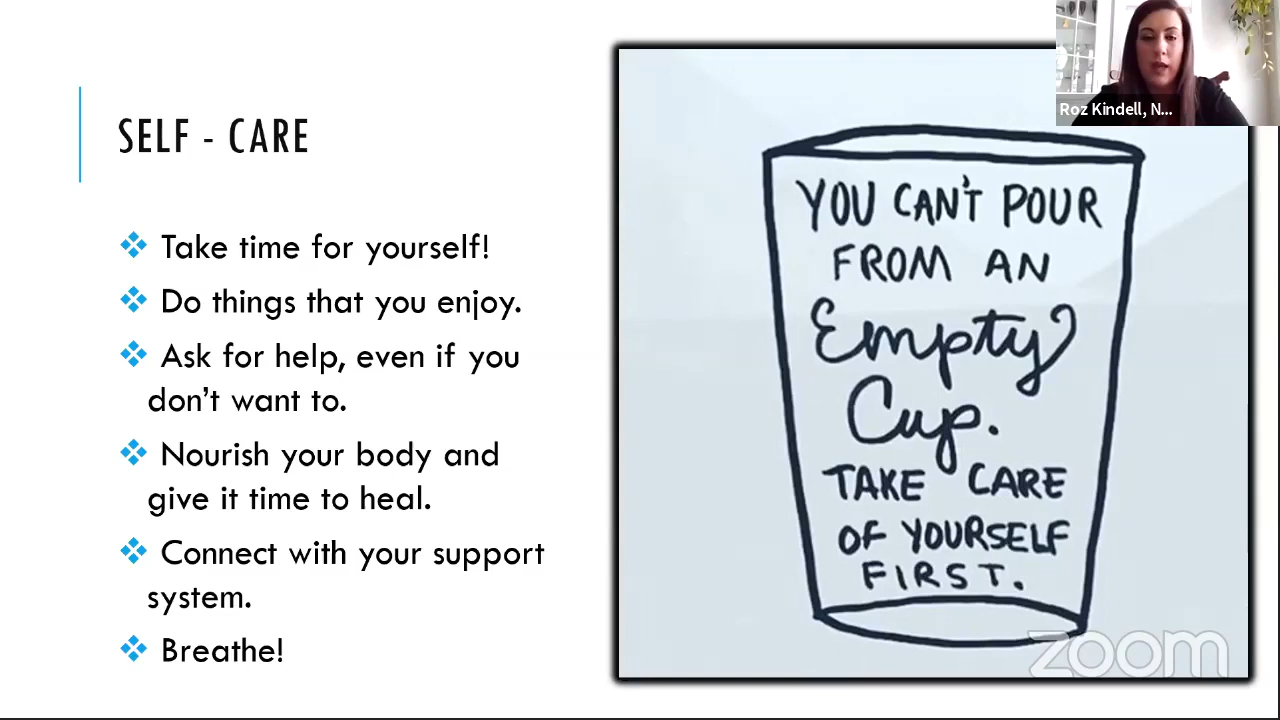 SELF - CARE
Take time for yourself!
Do things that you enjoy.
Ask for help, even if you
don't want to.
Nourish your body and
give it time to heal.
Connect with your support
system.
Breathe!
YOU CAN'T POUR
FROM AN
Empty
Cup.
TAKE CARE
OF YOURSELF
FIRST.
Roz Kindell, N...
zoom